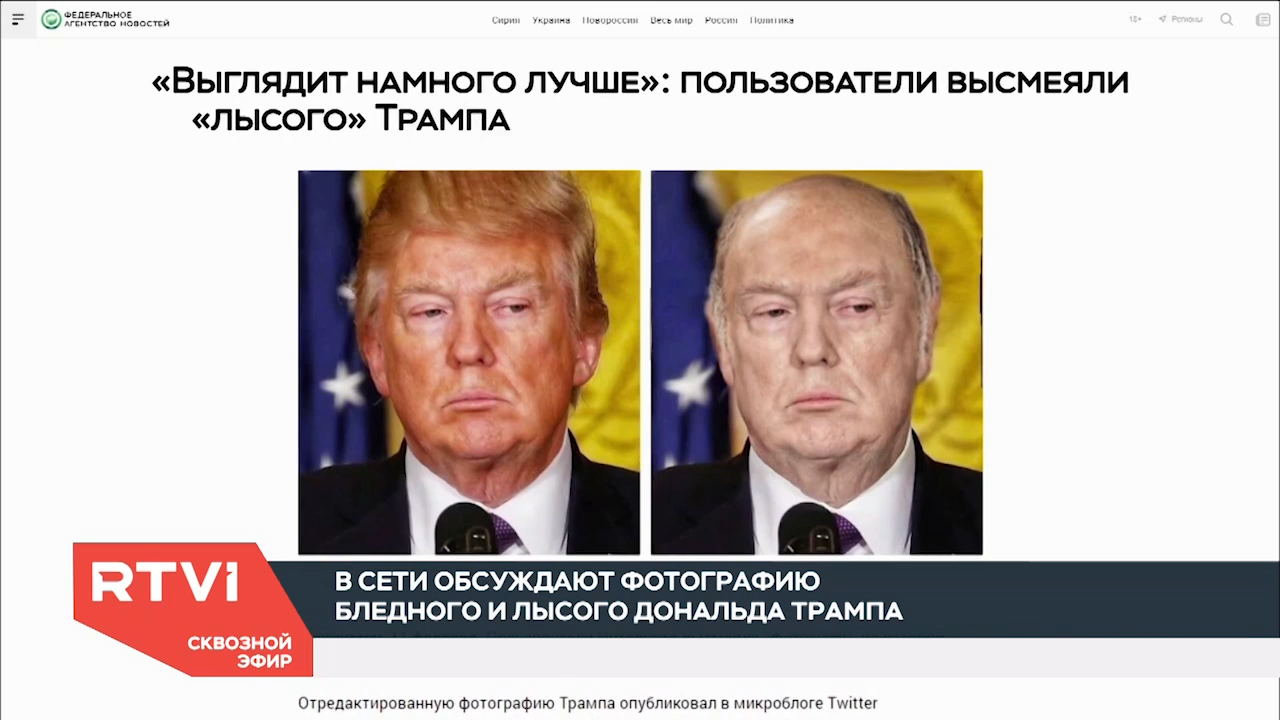 ФЕДЕРАЛЬНОЕ
АГЕНТСТВО НОВОСТЕЙ
Сирия Украина Новороссия Весь мир Россия Политика
18+ Регионы
«Выглядит намного лучше»: пользователи высмеяли
«лысого» Трампа
RTVI
СКВОЗНОЙ
ЭФИР
В СЕТИ ОБСУЖДАЮТ ФОТОГРАФИЮ
БЛЕДНОГО И ЛЫСОГО ДОНАЛЬДА ТРАМПА
Отредактированную фотографию Трампа опубликовал в микроблоге Twitter